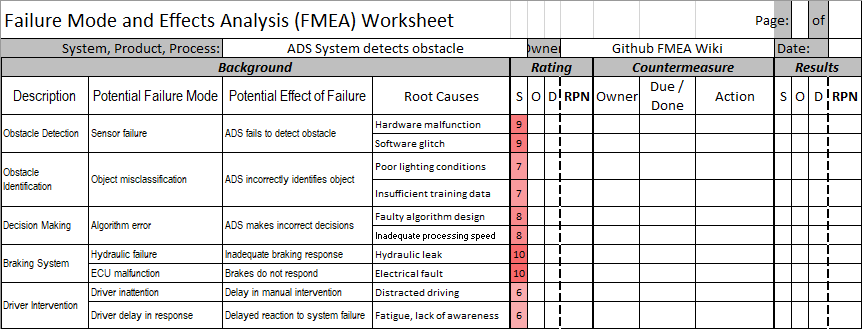 Failure Mode and Effects Analysis (FMEA) Worksheet Page: of
System, Product, Process: ADS System detects obstacle Owner Github FMEA Wiki Date:
Background Rating Countermeasure Results
Description Potential Failure Mode Potential Effect of Failure Root Causes S O D RPN Owner Due / Done Action S O D RPN
Obstacle Detection Sensor failure ADS fails to detect obstacle Hardware malfunction 9
Software glitch 9
Obstacle Identification Object misclassification ADS incorrectly identifies object Poor lighting conditions 7
Insufficient training data 7
Decision Making Algorithm error ADS makes incorrect decisions Faulty algorithm design 8
Inadequate processing speed 8
Braking System Hydraulic failure Inadequate braking response Hydraulic leak 10
ECU malfunction Brakes do not respond Electrical fault 10
Driver Intervention Driver inattention Delay in manual intervention Distracted driving 6
Driver delay in response Delayed reaction to system failure Fatigue, lack of awareness 6